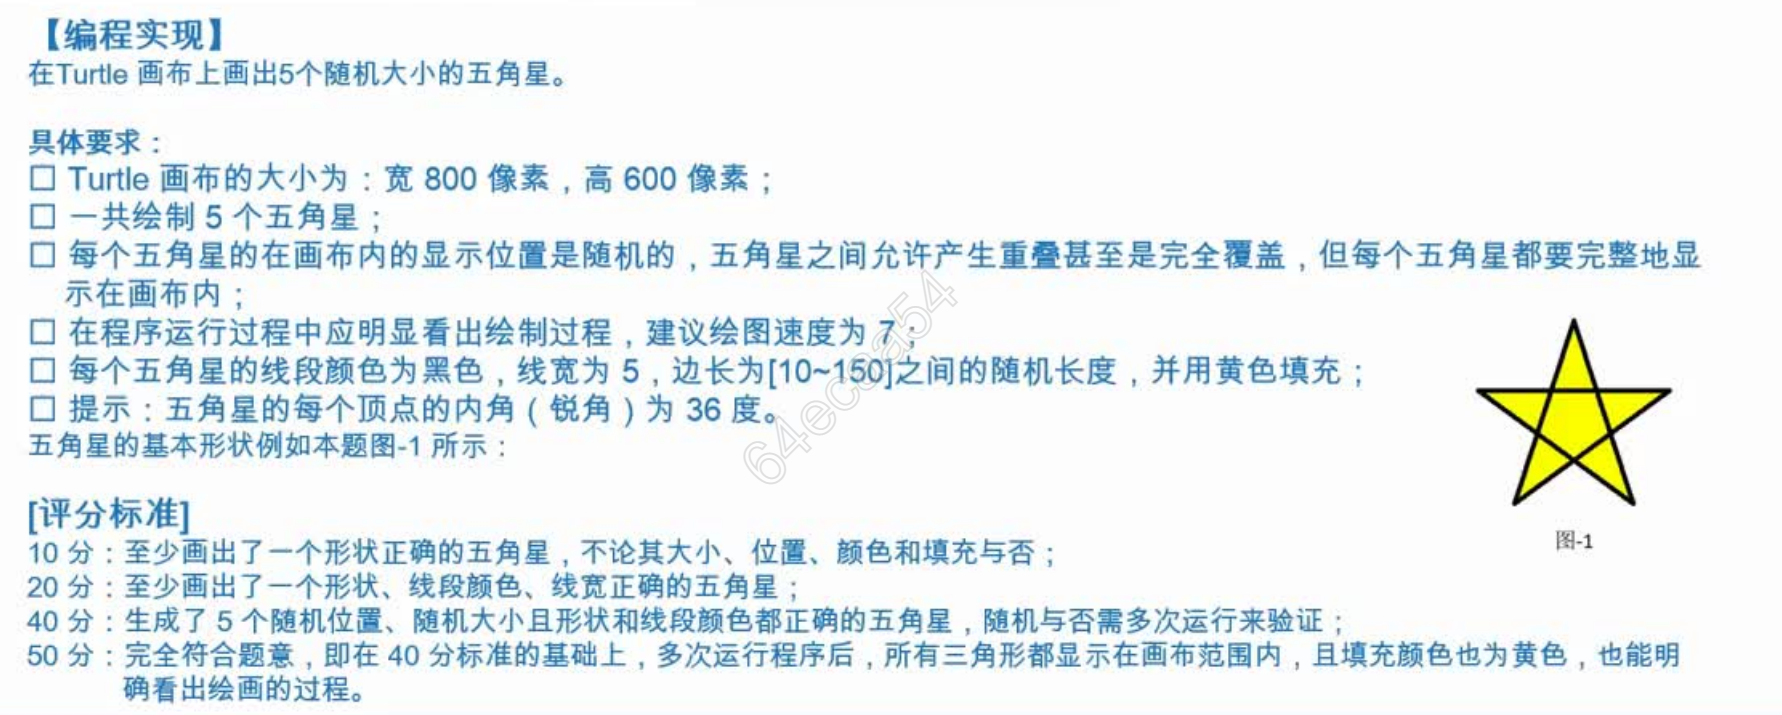 【编程实现】
在Turtle 画布上画出5个随机大小的五角星。
具体要求：
□ Turtle 画布的大小为：宽 800 像素，高 600 像素；
□ 一共绘制 5 个五角星；
□ 每个五角星的在画布内的显示位置是随机的，五角星之间允许产生重叠甚至是完全覆盖，但每个五角星都要完整地显
示在画布内；
□ 在程序运行过程中应明显看出绘制过程，建议绘图速度为 7；
□ 每个五角星的线段颜色为黑色，线宽为 5，边长为[10~150]之间的随机长度，并用黄色填充；
□ 提示：五角星的每个顶点的内角（锐角）为 36 度。
五角星的基本形状例如本题图-1 所示：
图-1
[评分标准]
10 分：至少画出了一个形状正确的五角星，不论其大小、位置、颜色和填充与否；
20 分：至少画出了一个形状、线段颜色、线宽正确的五角星；
40 分：生成了 5 个随机位置、随机大小且形状和线段颜色都正确的五角星，随机与否需多次运行来验证；
50 分：完全符合题意，即在 40 分标准的基础上，多次运行程序后，所有三角形都显示在画布范围内，且填充颜色也为黄色，也能明
确看出绘画的过程。
64ecaa54